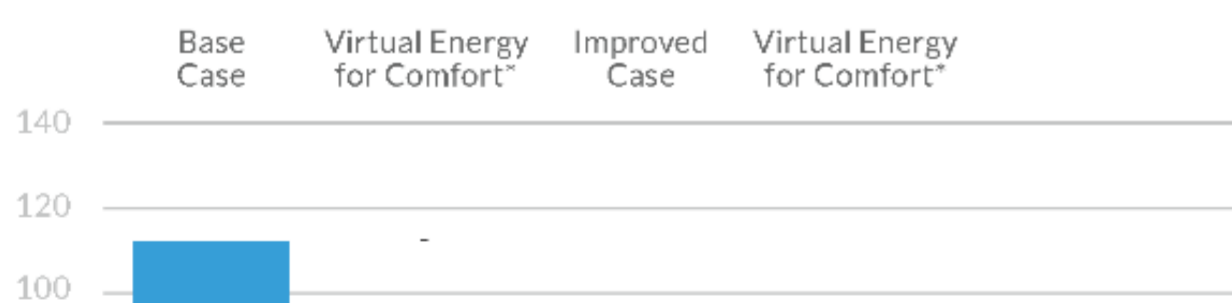 Base Case
Virtual Energy for Comfort*
Improved Case
Virtual Energy for Comfort*
140
120
-
100